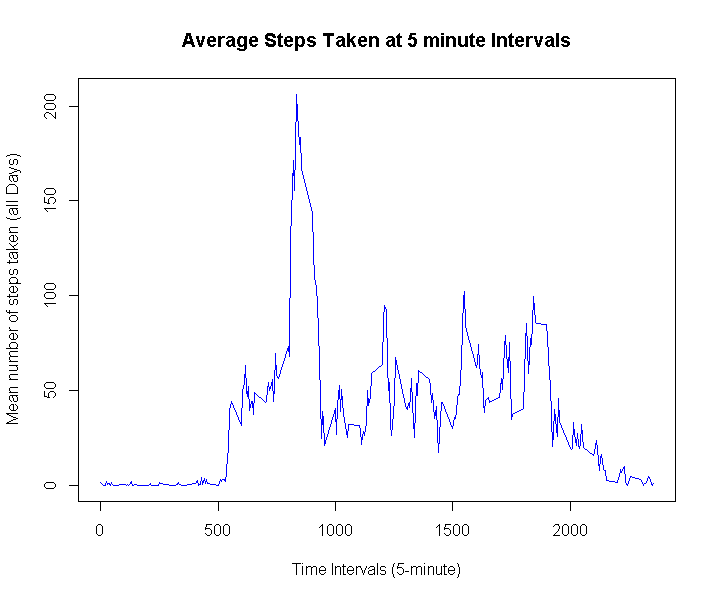 Average Steps Taken at 5 minute Intervals
Mean number of steps taken (all Days)
200
150
100
50
0
0 500 1000 1500 2000
Time Intervals (5-minute)